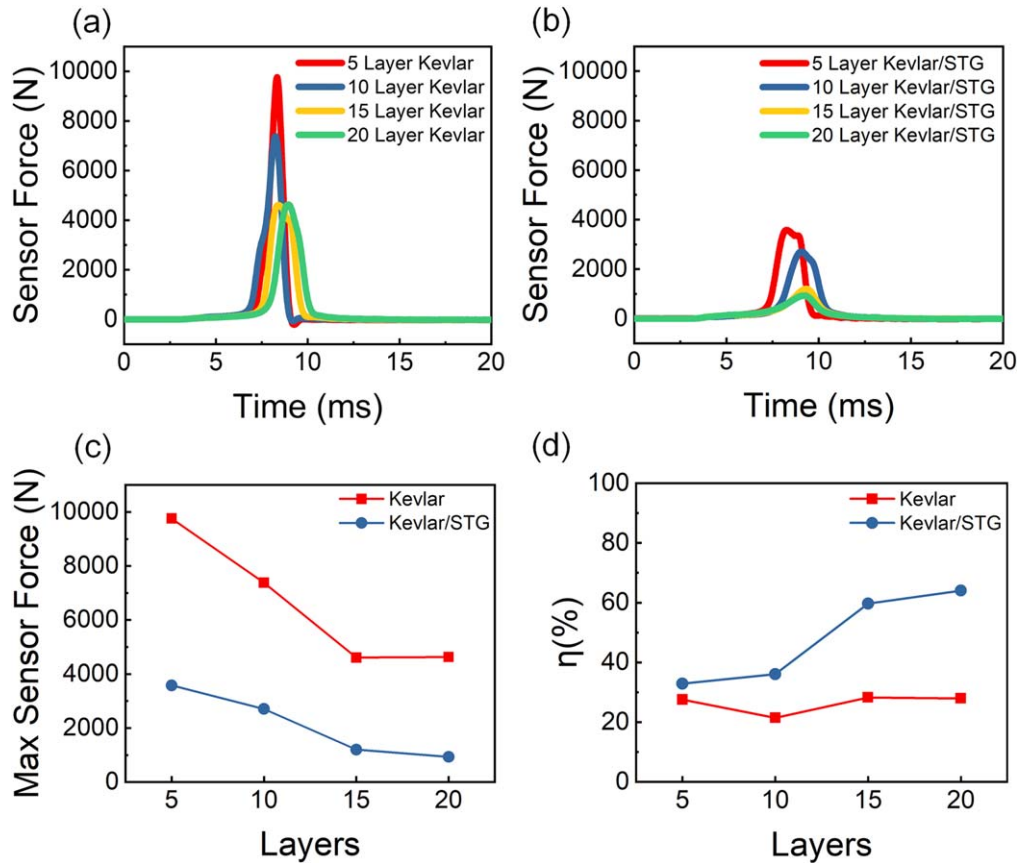 (a)
Sensor Force (N)
10000
8000
6000
4000
2000
0
5 Layer Kevlar
10 Layer Kevlar
15 Layer Kevlar
20 Layer Kevlar
0 5 10 15 20
Time (ms)
(b)
Sensor Force (N)
10000
8000
6000
4000
2000
0
5 Layer Kevlar/STG
10 Layer Kevlar/STG
15 Layer Kevlar/STG
20 Layer Kevlar/STG
0 5 10 15 20
Time (ms)
(c)
Max Sensor Force (N)
10000
8000
6000
4000
2000
0
Kevlar
Kevlar/STG
5 10 15 20
Layers
(d)
η(%)
100
80
60
40
20
0
Kevlar
Kevlar/STG
5 10 15 20
Layers